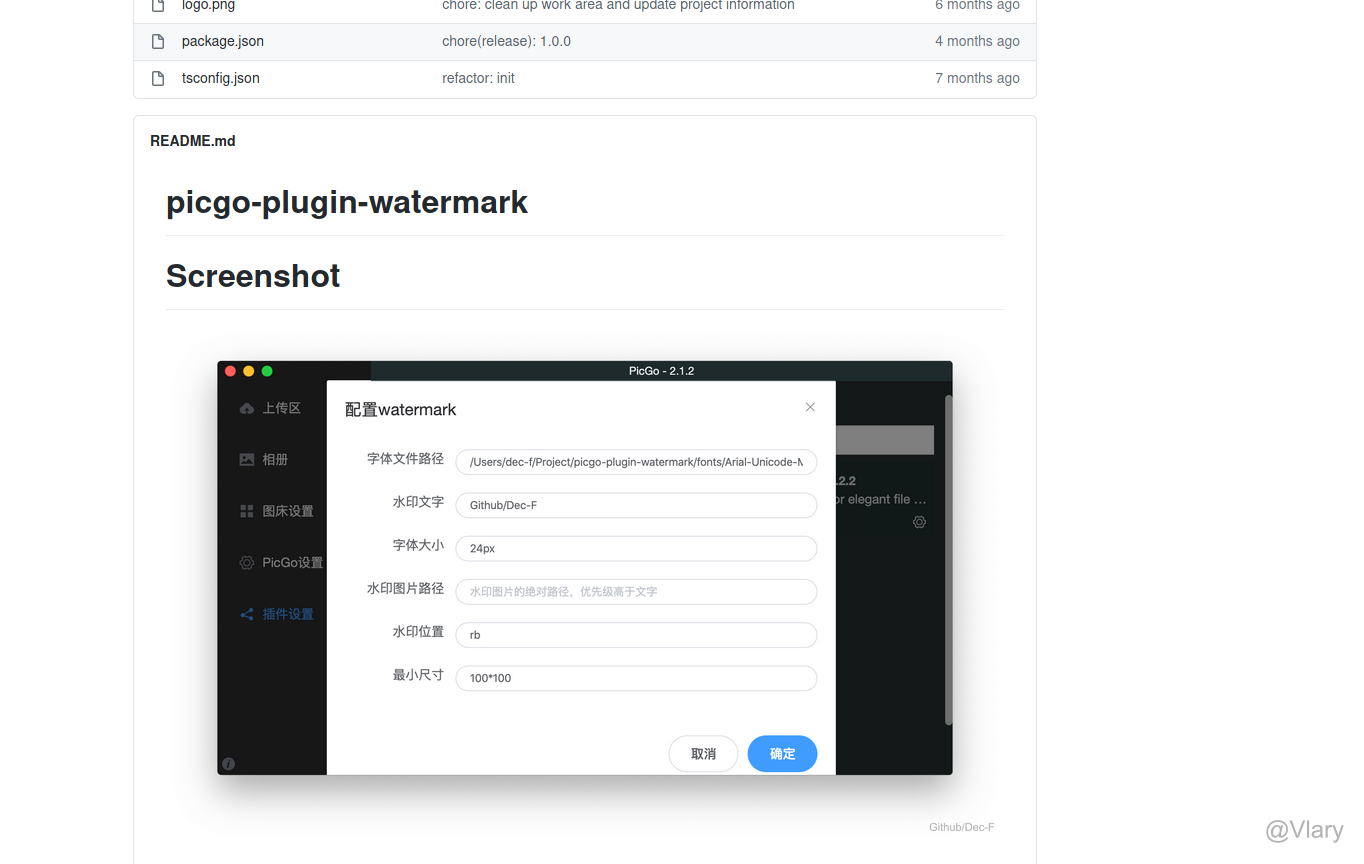 logo.png chore: clean up work area and update project information 6 months ago
package.json chore(release): 1.0.0 4 months ago
tsconfig.json refactor: init 7 months ago
README.md
picgo-plugin-watermark
Screenshot
PicGo - 2.1.2
上传区
相册
图床设置
PicGo设置
插件设置
配置watermark
字体文件路径 /Users/dec-f/Project/picgo-plugin-watermark/fonts/Arial-Unicode-M
水印文字 Github/Dec-F
字体大小 24px
水印图片路径 水印图片的绝对路径，优先级高于文字
水印位置 rb
最小尺寸 100*100
取消 确定
.2.2
or elegant file ...
Github/Dec-F
@Vlary